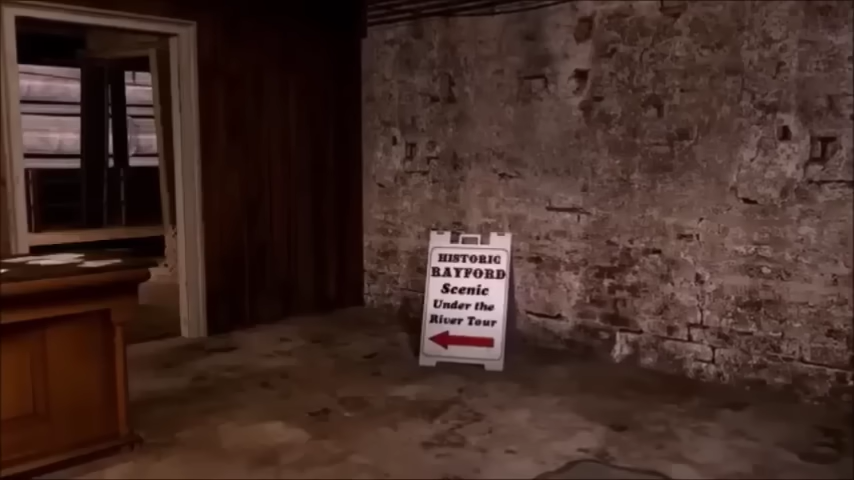 HISTORIC
RAYFORD
Scenic
Under the
River Tour